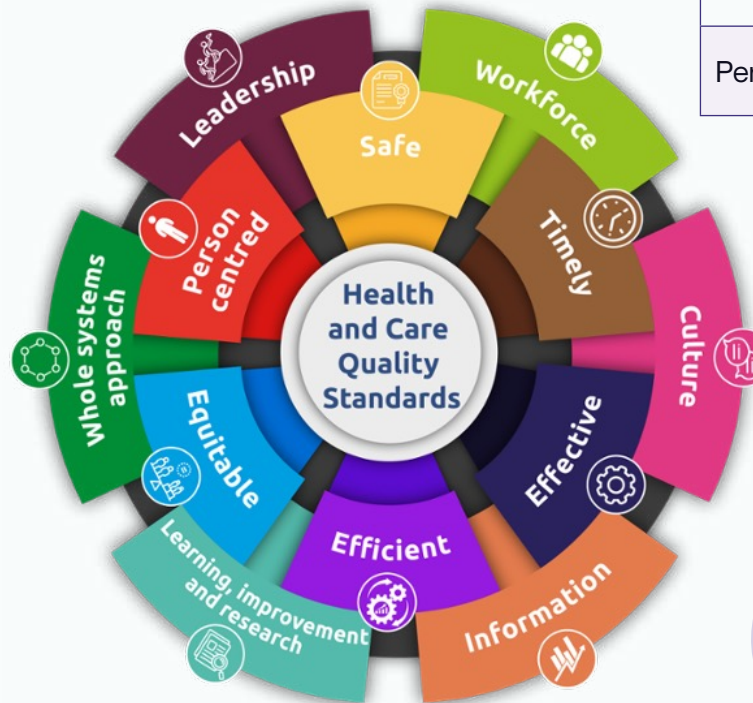 Leadership
Workforce
Per
Safe
Person
centred
Timely
Whole systems
approach
Health
and Care
Quality
Standards
Culture
Equitable
Effective
Efficient
Learning, improvement
and research
Information